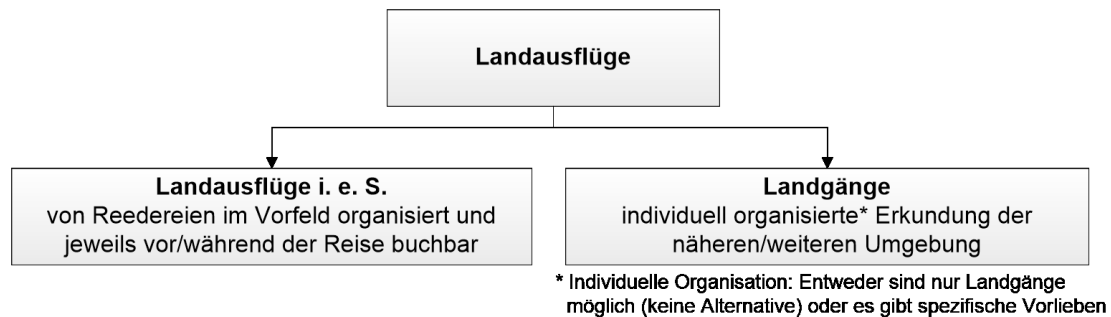 Landausflüge
Landausflüge i. e. S.
von Reedereien im Vorfeld organisiert und
jeweils vor/während der Reise buchbar
Landgänge
individuell organisierte* Erkundung der
näheren/weiteren Umgebung
* Individuelle Organisation: Entweder sind nur Landgänge
möglich (keine Alternative) oder es gibt spezifische Vorlieben